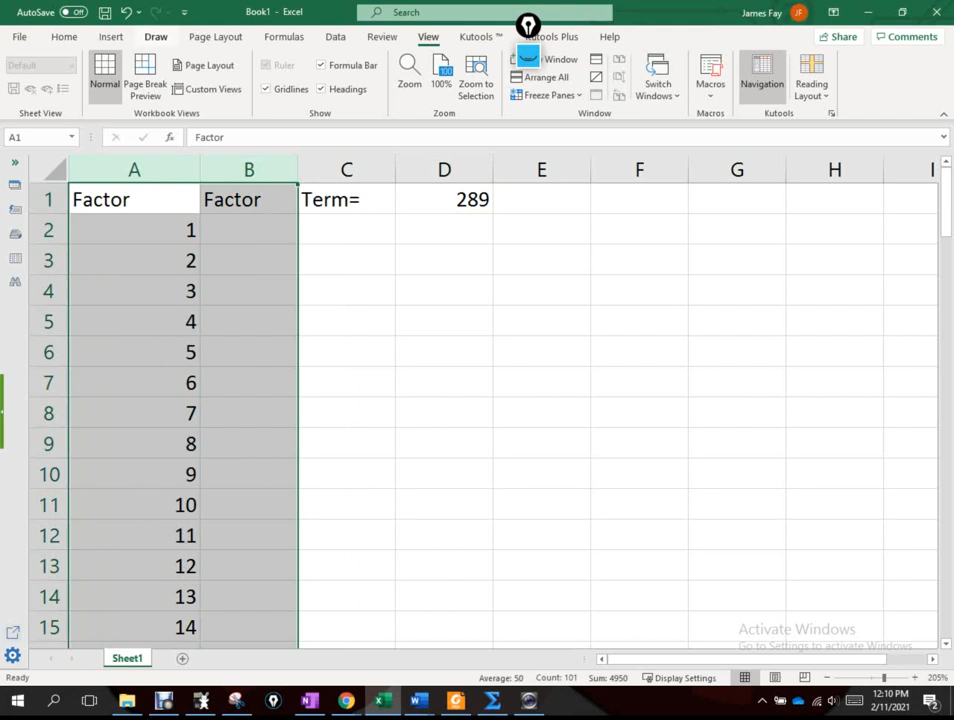 AutoSave Off Book1 - Excel Search James Fay JF
File Home Insert Draw Page Layout Formulas Data Review View Kutools ™ Kutools Plus Help Share Comments
Default
Normal Page Break Preview Page Layout Custom Views
Ruler Formula Bar
Gridlines Headings
Zoom 100% Zoom to Selection
100
Window
Arrange All
Freeze Panes
Switch Windows Macros Navigation Reading Layout
Sheet View Workbook Views Show Zoom Window Macros Kutools
A1 fx Factor
A B C D E F G H I
1 Factor Factor Term= 289
2 1
3 2
4 3
5 4
6 5
7 6
8 7
9 8
10 9
11 10
12 11
13 12
14 13
15 14
Activate Windows
Go to Settings to activate Windows.
Sheet1
Ready Average: 50 Count: 101 Sum: 4950 Display Settings 205%
12:10 PM
2/11/2021
2